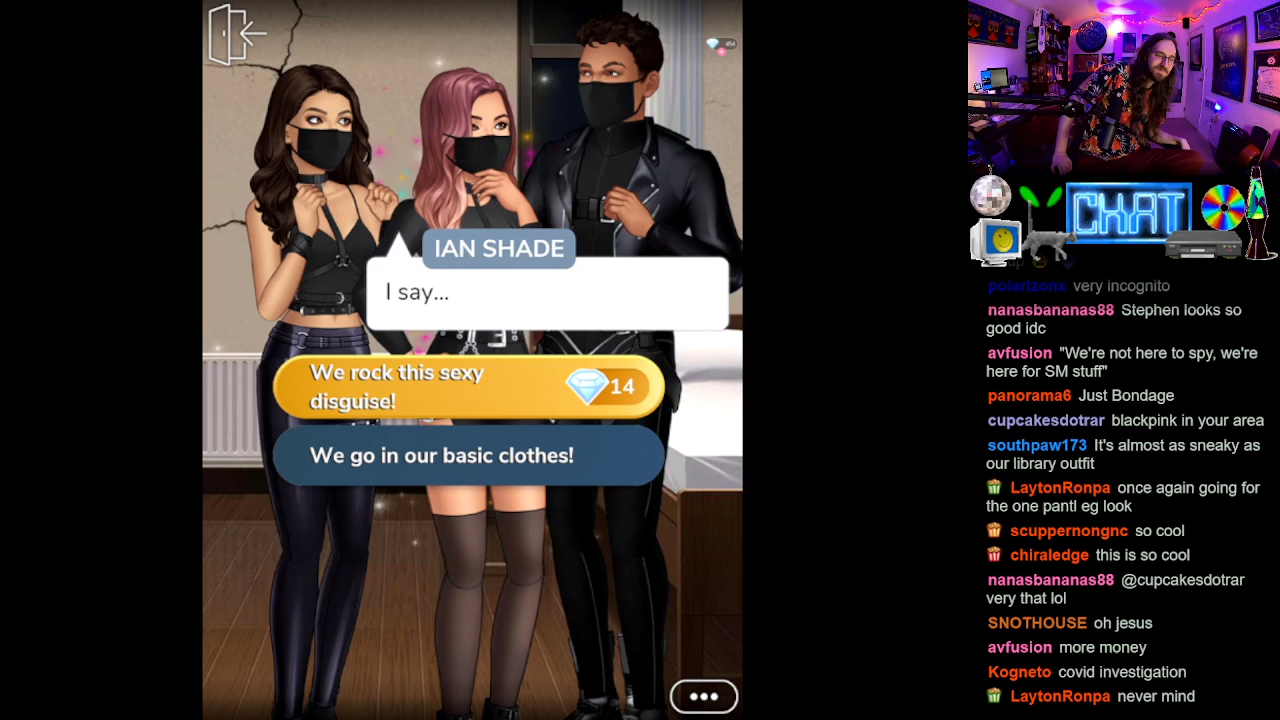 454
IAN SHADE
I say...
We rock this sexy
disguise!
14
We go in our basic clothes!
CHAT
polarizonx very incognito
nanasbananas88 Stephen looks so
good idc
avfusion "We're not here to spy, we're
here for SM stuff"
panorama6 Just Bondage
cupcakesdotrar blackpink in your area
southpaw173 It's almost as sneaky as
our library outfit
LaytonRonpa once again going for
the one pantl eg look
scuppernongnc so cool
chiraledge this is so cool
nanasbananas88 @cupcakesdotrar
very that lol
SNOTHOUSE oh jesus
avfusion more money
Kogneto covid investigation
LaytonRonpa never mind